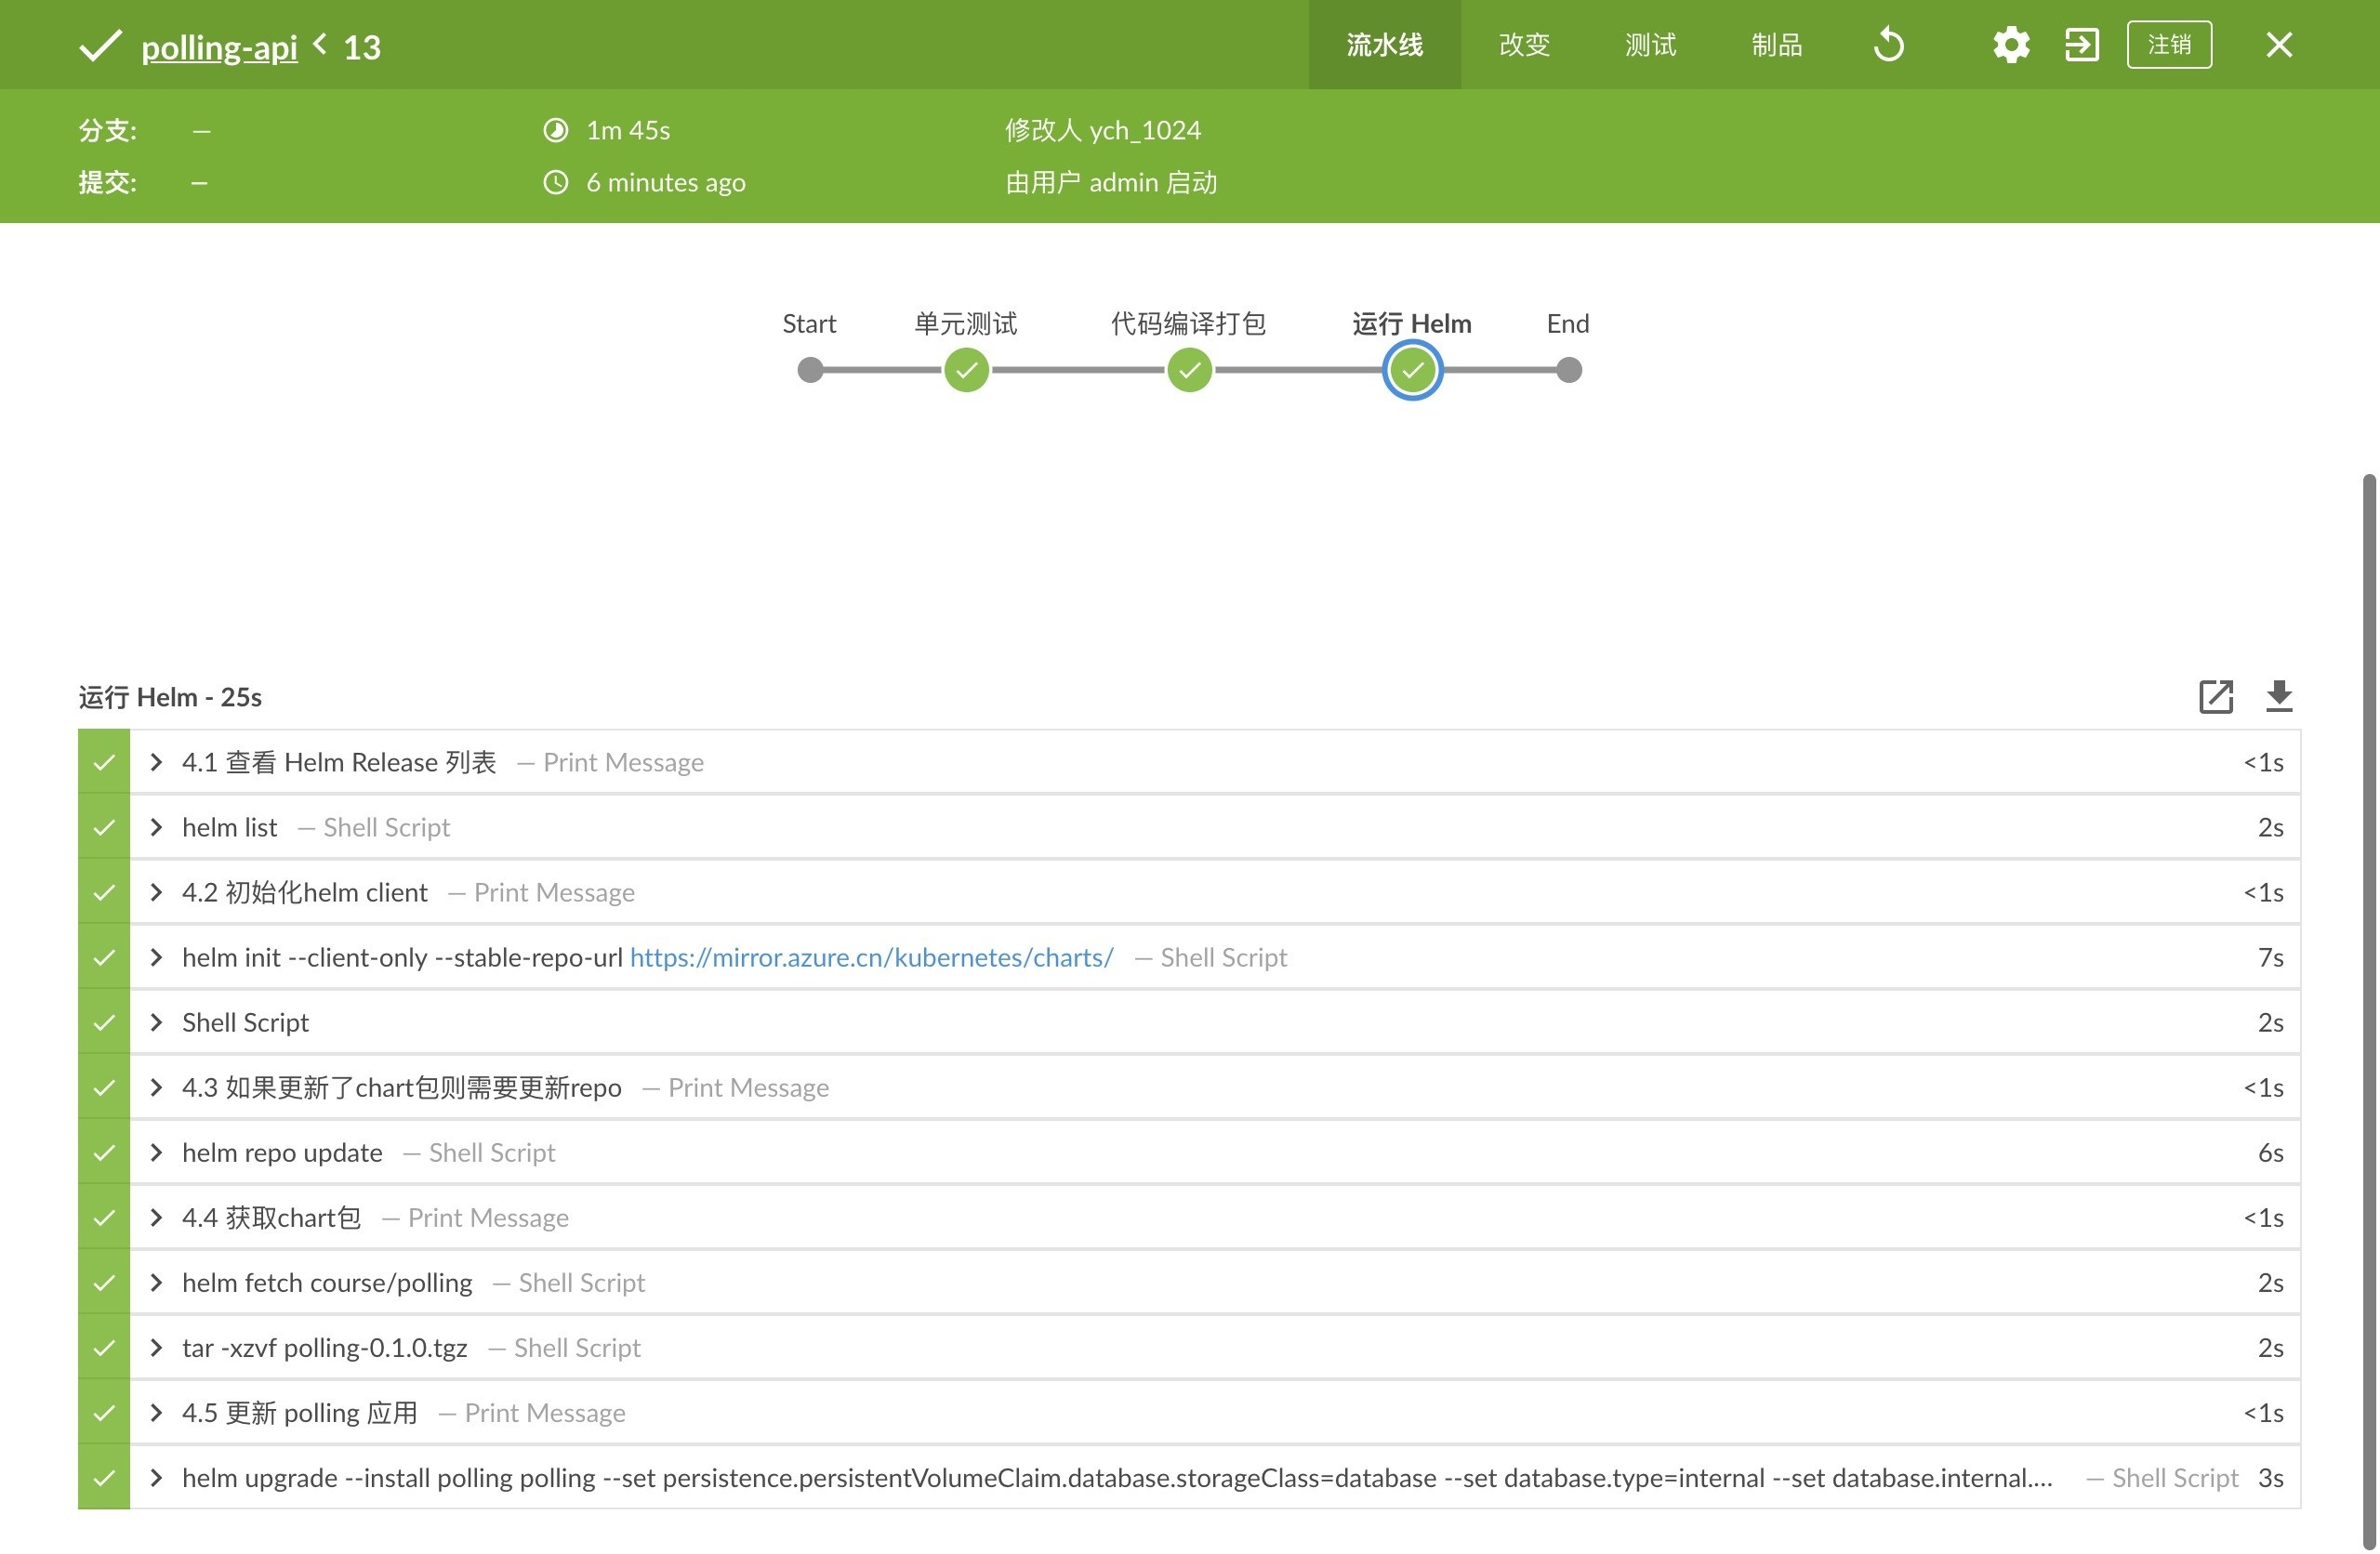 polling-api < 13
流水线 改变 测试 制品 注销
分支: — 1m 45s 修改人 ych_1024
提交: — 6 minutes ago 由用户 admin 启动
Start 单元测试 代码编译打包 运行 Helm End
运行 Helm - 25s
4.1 查看 Helm Release 列表 — Print Message <1s
helm list — Shell Script 2s
4.2 初始化helm client — Print Message <1s
helm init --client-only --stable-repo-url https://mirror.azure.cn/kubernetes/charts/ — Shell Script 7s
Shell Script 2s
4.3 如果更新了chart包则需要更新repo — Print Message <1s
helm repo update — Shell Script 6s
4.4 获取chart包 — Print Message <1s
helm fetch course/polling — Shell Script 2s
tar -xzvf polling-0.1.0.tgz — Shell Script 2s
4.5 更新 polling 应用 — Print Message <1s
helm upgrade --install polling polling --set persistence.persistentVolumeClaim.database.storageClass=database --set database.type=internal --set database.internal.... — Shell Script 3s